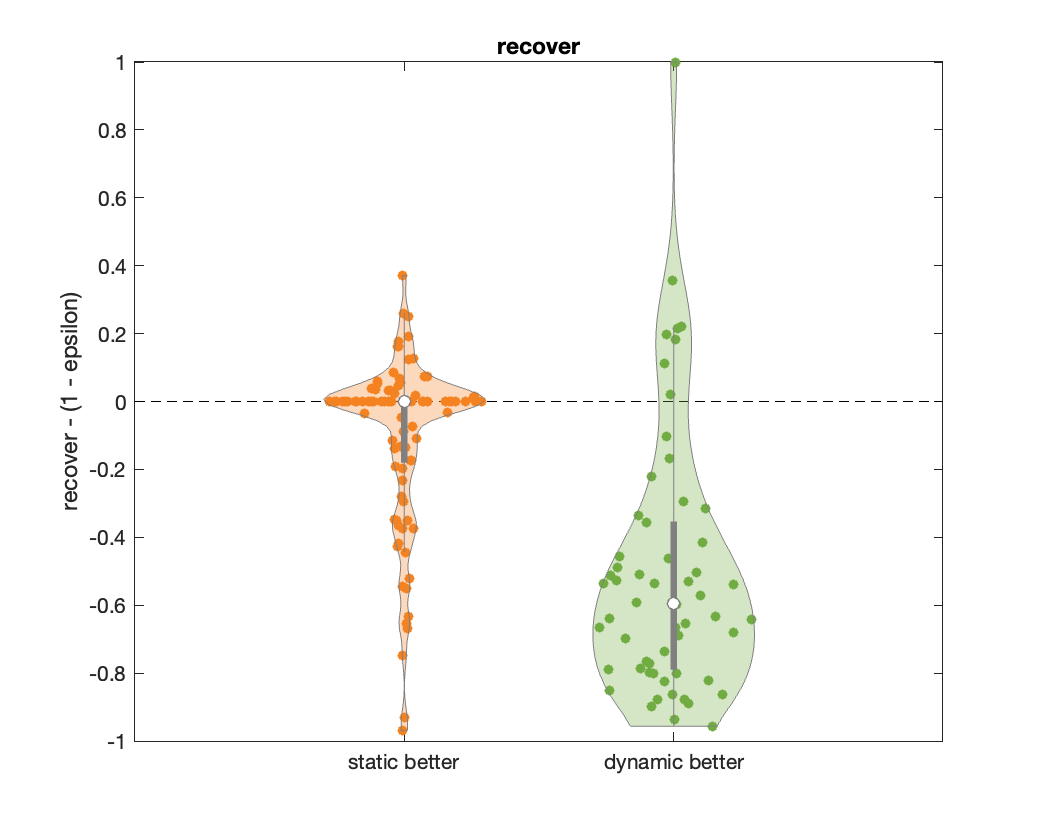 recover
1
0.8
0.6
0.4
0.2
0
-0.2
-0.4
-0.6
-0.8
-1
recover - (1 - epsilon)
static better
dynamic better